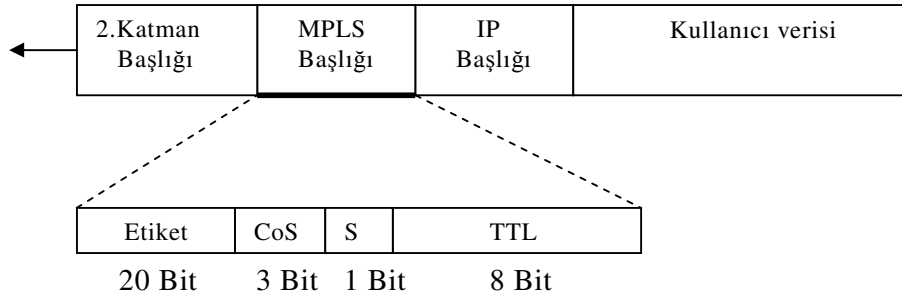 2.Katman MPLS IP Kullanıcı verisi
Başlığı Başlığı Başlığı
Etiket CoS S TTL
20 Bit 3 Bit 1 Bit 8 Bit